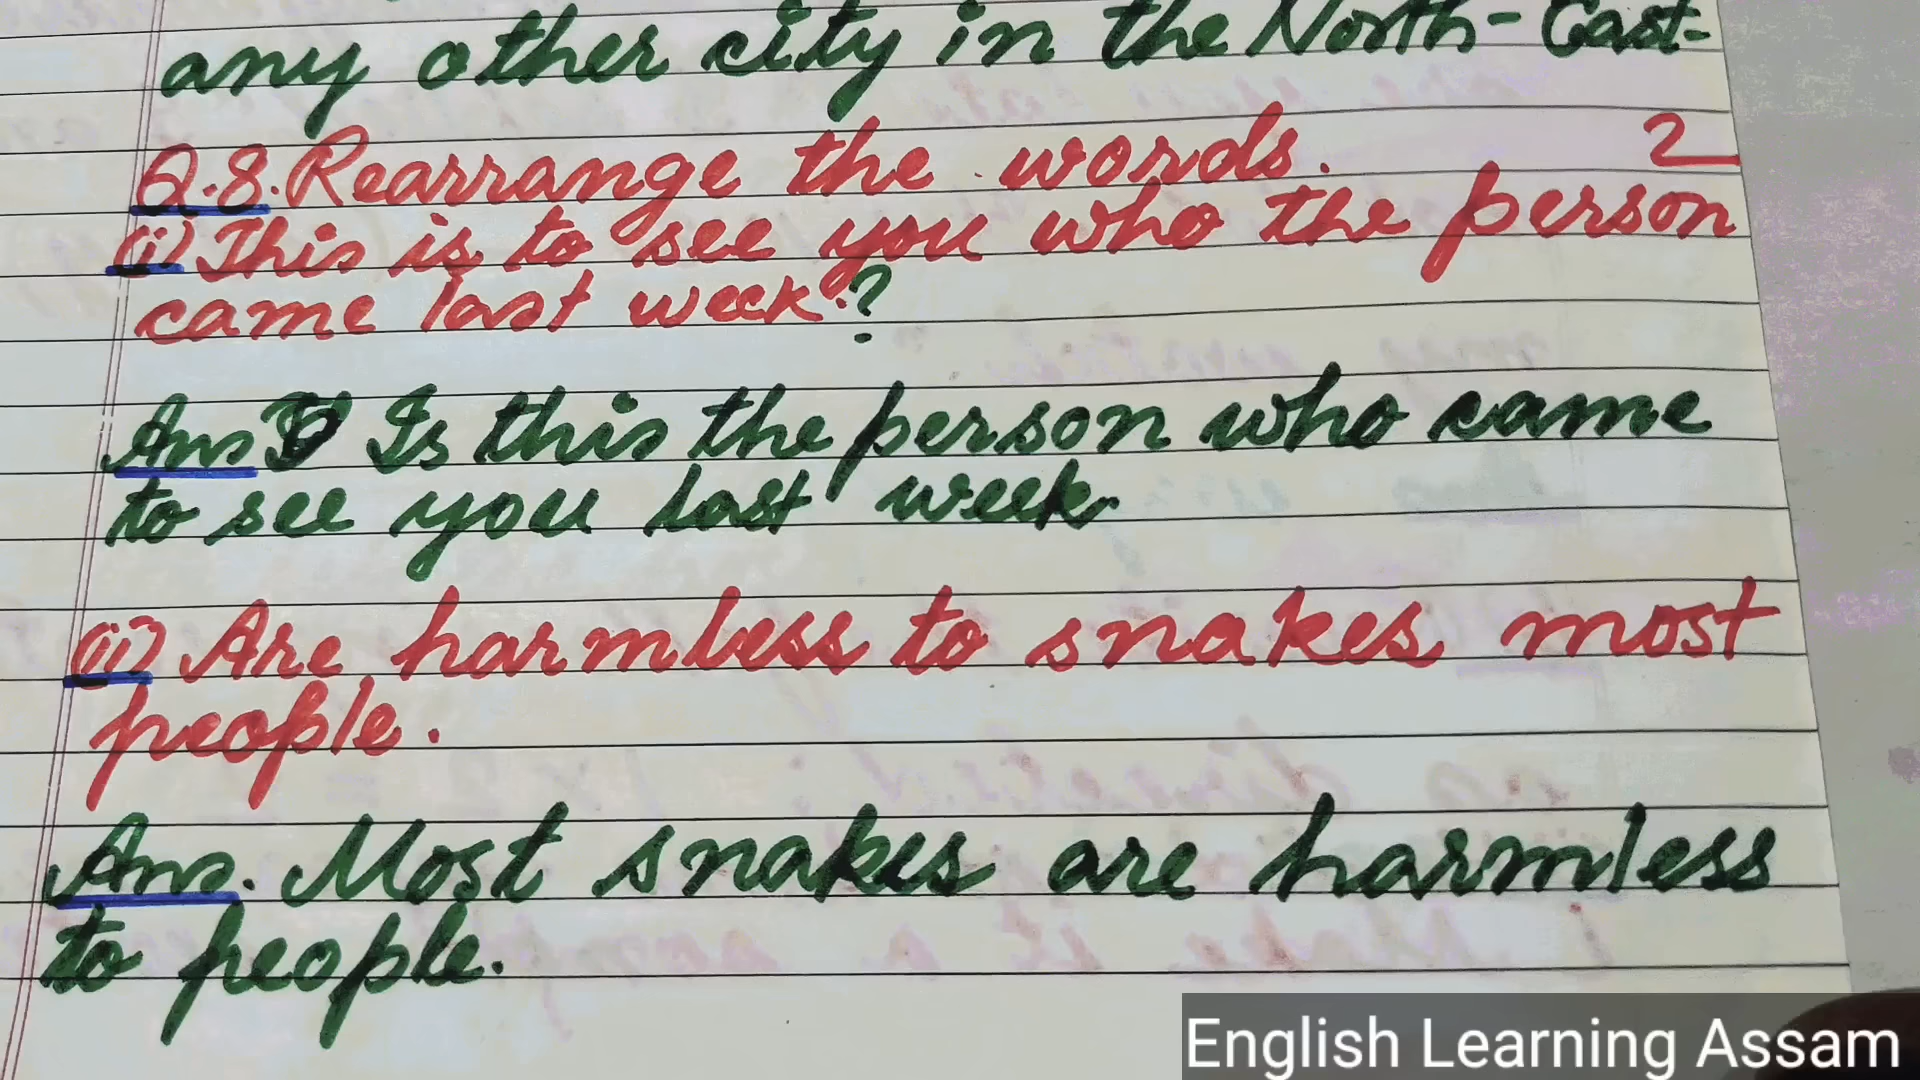 any other city in the North-East-
Q.8. Rearrange the words. 2
(i) This is to see you who the person
came last week.?
Ans Is this the person who came
to see you last week
(ii) Are harmless to snakes most
people.
Ans. Most snakes are harmless
to people.
English Learning Assam